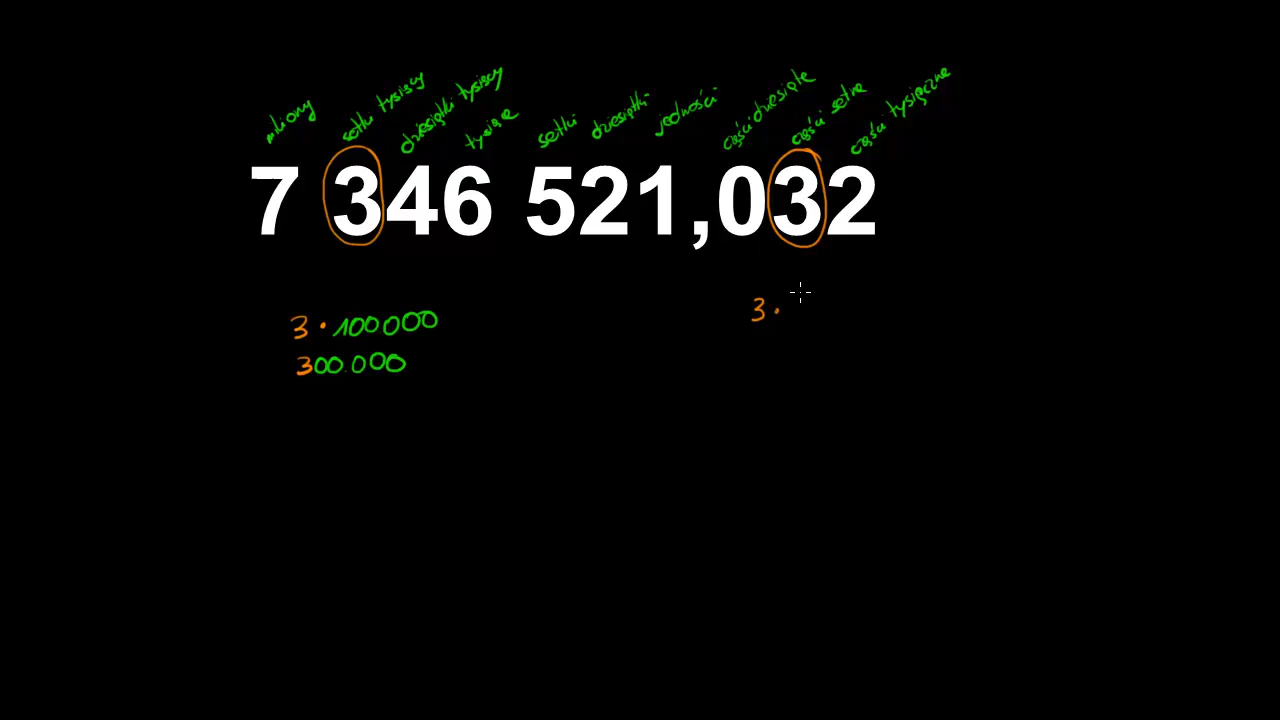 miliony setki tysięcy dziesiątki tysięcy tysiące setki dziesiątki jedności części dziesiąte części setne części tysięczne
7 346 521,032
3 · 100000
300.000
3 ·